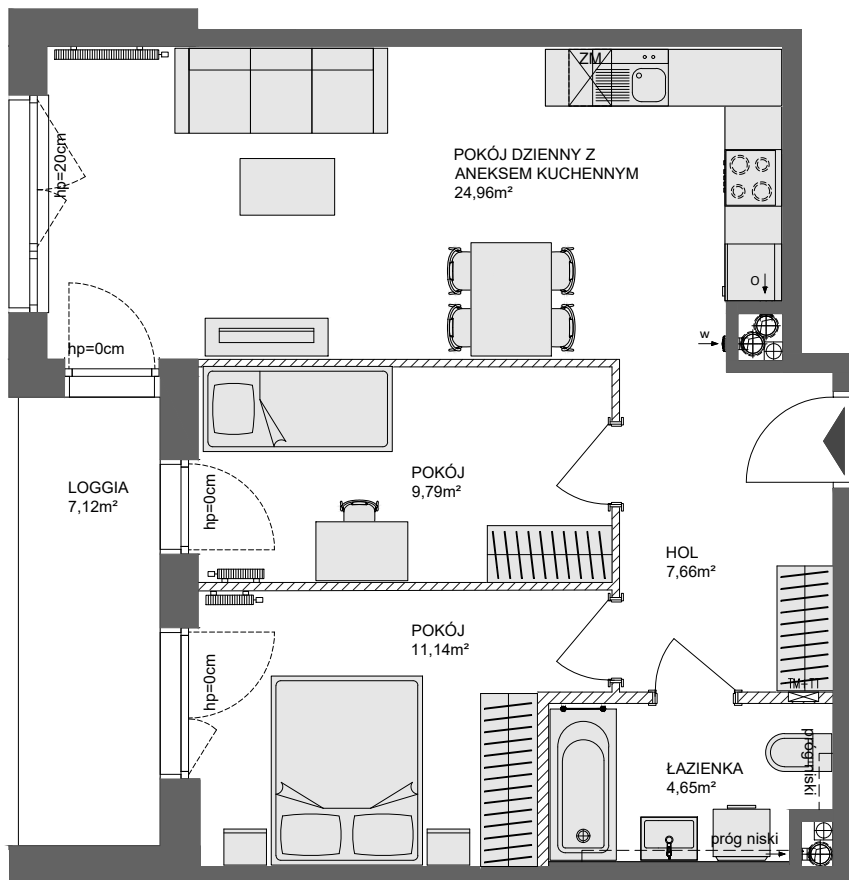 ZM
hp=20cm
POKÓJ DZIENNY Z
ANEKSEM KUCHENNYM
24,96m²
O
w
hp=0cm
LOGGIA
7,12m²
hp=0cm
POKÓJ
9,79m²
HOL
7,66m²
POKÓJ
11,14m²
hp=0cm
TM+T1
próg niski
ŁAZIENKA
4,65m²
próg niski